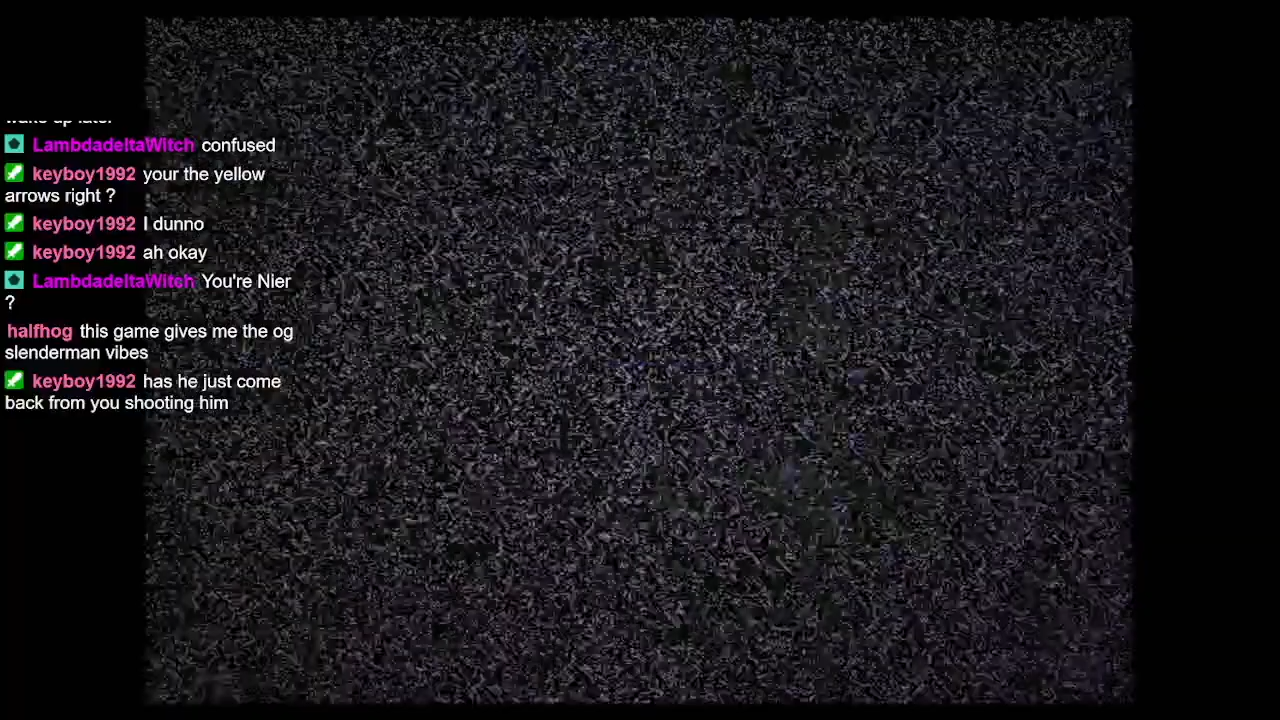 LambdadeltaWitch confused
keyboy1992 your the yellow
arrows right ?
keyboy1992 I dunno
keyboy1992 ah okay
LambdadeltaWitch You're Nier
?
halfhog this game gives me the og
slenderman vibes
keyboy1992 has he just come
back from you shooting him